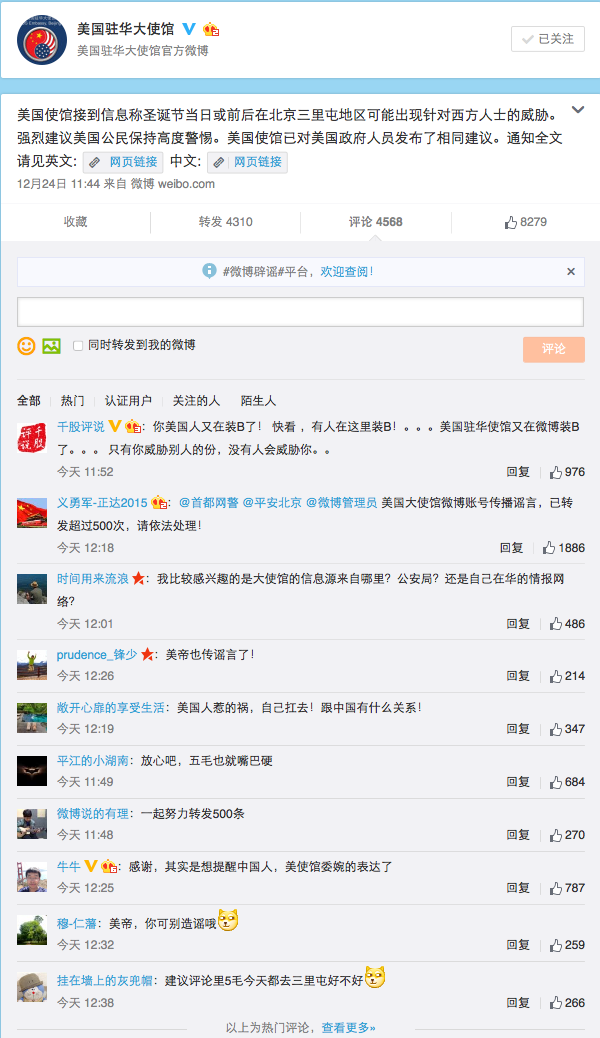 美国驻华大使馆
美国驻华大使馆官方微博
已关注
美国使馆接到信息称圣诞节当日或前后在北京三里屯地区可能出现针对西方人士的威胁。
强烈建议美国公民保持高度警惕。美国使馆已对美国政府人员发布了相同建议。通知全文
请见英文: 网页链接 中文: 网页链接
12月24日 11:44 来自 微博 weibo.com
收藏 转发 4310 评论 4568 8279
#微博辟谣#平台，欢迎查阅！ ×
同时转发到我的微博 评论
全部 热门 认证用户 关注的人 陌生人
千股评说：你美国人又在装B了！ 快看 ，有人在这里装B！。。。美国驻华使馆又在微博装B
了。。。 只有你威胁别人的份，没有人会威胁你。。
今天 11:52 回复 976
义勇军-正达2015：@首都网警 @平安北京 @微博管理员 美国大使馆微博账号传播谣言，已转
发超过500次，请依法处理！
今天 12:18 回复 1886
时间用来流浪：我比较感兴趣的是大使馆的信息源来自哪里？公安局？还是自己在华的情报网
络？
今天 12:01 回复 486
prudence_锋少：美帝也传谣言了！
今天 12:26 回复 214
敞开心扉的享受生活：美国人惹的祸，自己扛去！跟中国有什么关系！
今天 12:19 回复 347
平江的小湖南：放心吧，五毛也就嘴巴硬
今天 11:49 回复 684
微博说的有理：一起努力转发500条
今天 11:48 回复 270
牛牛：感谢，其实是想提醒中国人，美使馆委婉的表达了
今天 12:25 回复 787
穆-仁藩：美帝，你可别造谣哦
今天 12:32 回复 259
挂在墙上的灰兜帽：建议评论里5毛今天都去三里屯好不好
今天 12:38 回复 266
以上为热门评论，查看更多»